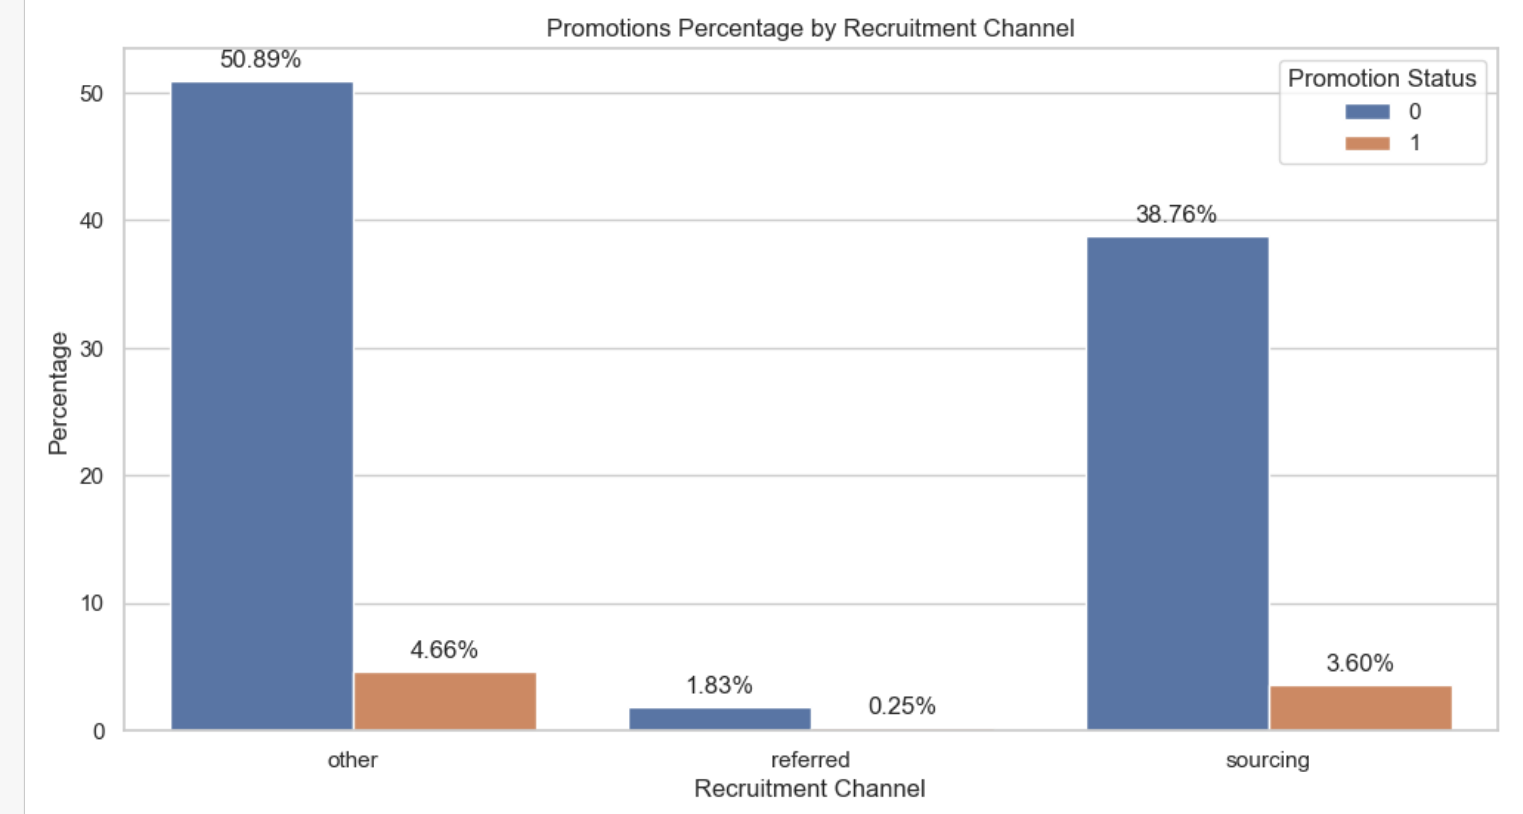 Promotions Percentage by Recruitment Channel
50.89%
Promotion Status
0
1
50
40
38.76%
30
Percentage
20
10
4.66%
3.60%
1.83%
0.25%
0
other
referred
sourcing
Recruitment Channel